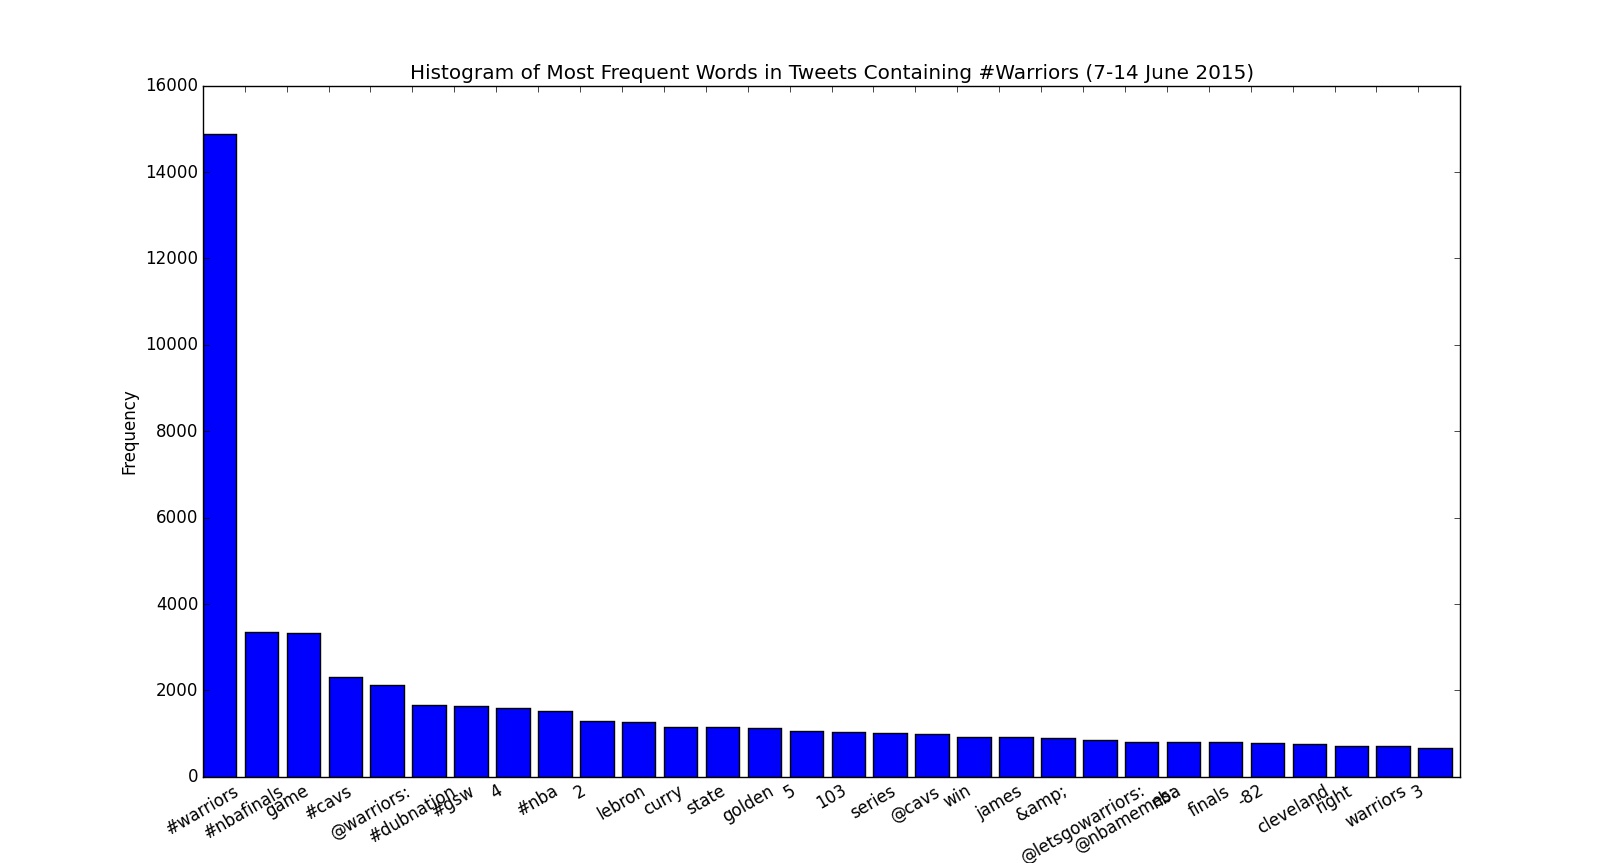 Histogram of Most Frequent Words in Tweets Containing #Warriors (7-14 June 2015)
16000
14000
12000
10000
8000
6000
4000
2000
0
Frequency
#warriors
#nbafinals
game
#cavs
@warriors:
#dubnation
#gsw
4
#nba
2
lebron
curry
state
golden
5
103
series
@cavs
win
james
&amp;
@letsgowarriors:
@nbamemes
nba
finals
-82
cleveland
right
warriors
3